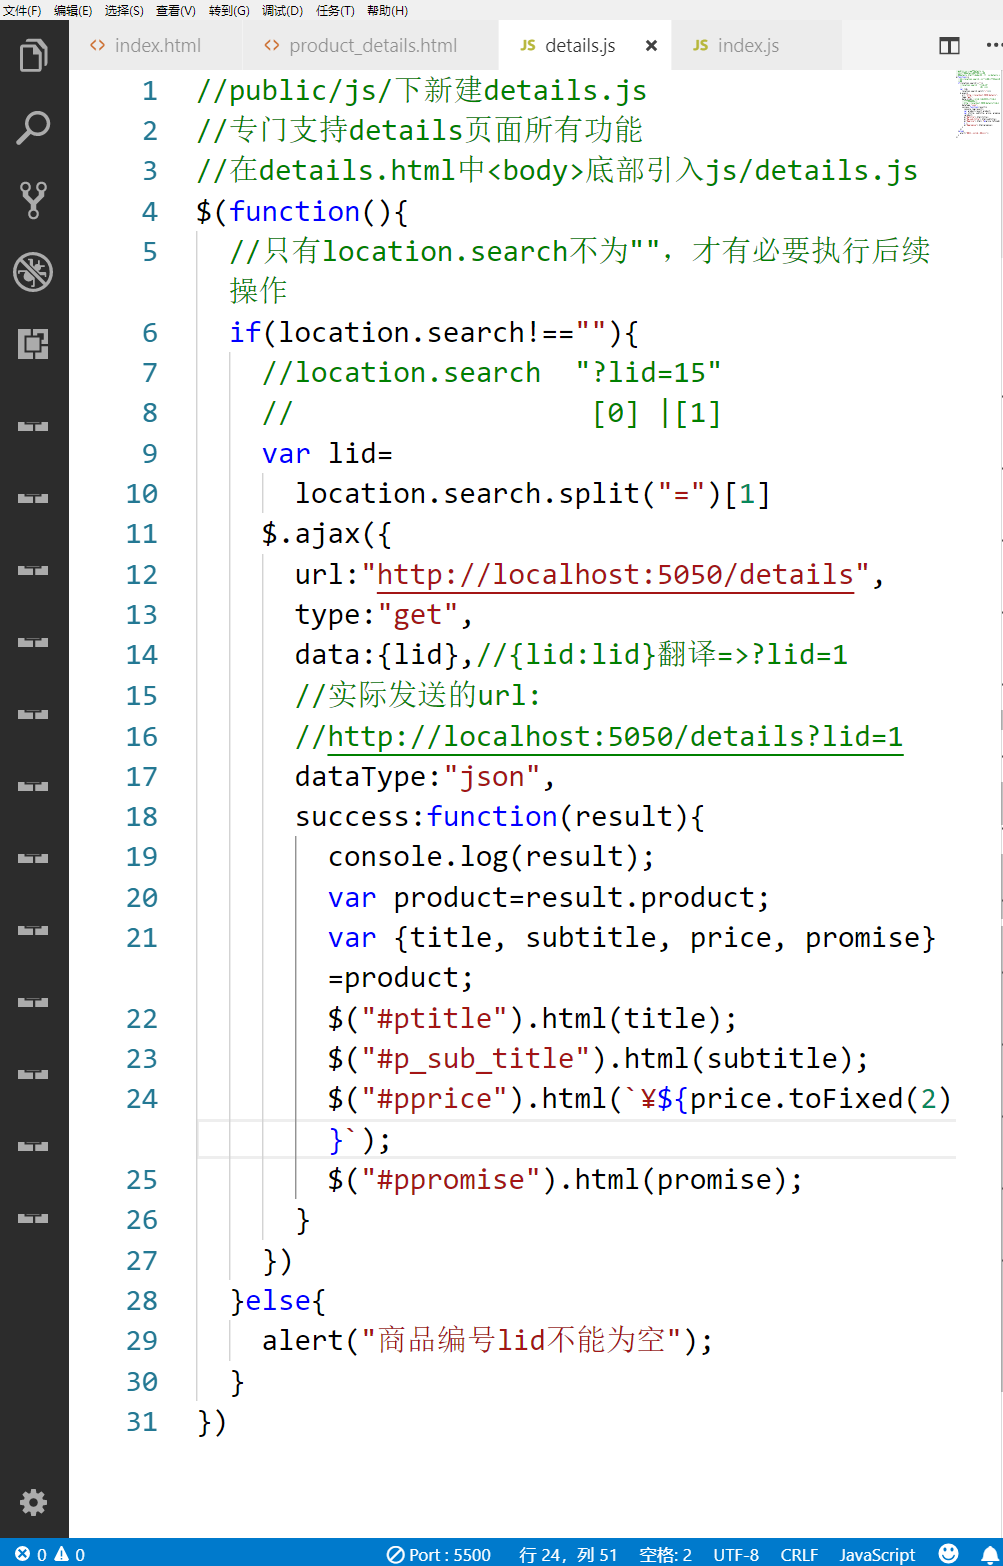 文件(F) 编辑(E) 选择(S) 查看(V) 转到(G) 调试(D) 任务(T) 帮助(H)
<> index.html <> product_details.html JS details.js × JS index.js
1 //public/js/下新建details.js
2 //专门支持details页面所有功能
3 //在details.html中<body>底部引入js/details.js
4 $(function(){
5 //只有location.search不为""，才有必要执行后续
操作
6 if(location.search!==""){
7 //location.search  "?lid=15"
8 //                  [0] |[1]
9 var lid=
10 location.search.split("=")[1]
11 $.ajax({
12 url:"http://localhost:5050/details",
13 type:"get",
14 data:{lid},//{lid:lid}翻译=>?lid=1
15 //实际发送的url:
16 //http://localhost:5050/details?lid=1
17 dataType:"json",
18 success:function(result){
19 console.log(result);
20 var product=result.product;
21 var {title, subtitle, price, promise}
=product;
22 $("#ptitle").html(title);
23 $("#p_sub_title").html(subtitle);
24 $("#pprice").html(`¥${price.toFixed(2)
}`);
25 $("#ppromise").html(promise);
26 }
27 })
28 }else{
29 alert("商品编号lid不能为空");
30 }
31 })
0 0 Port : 5500 行 24，列 51 空格: 2 UTF-8 CRLF JavaScript